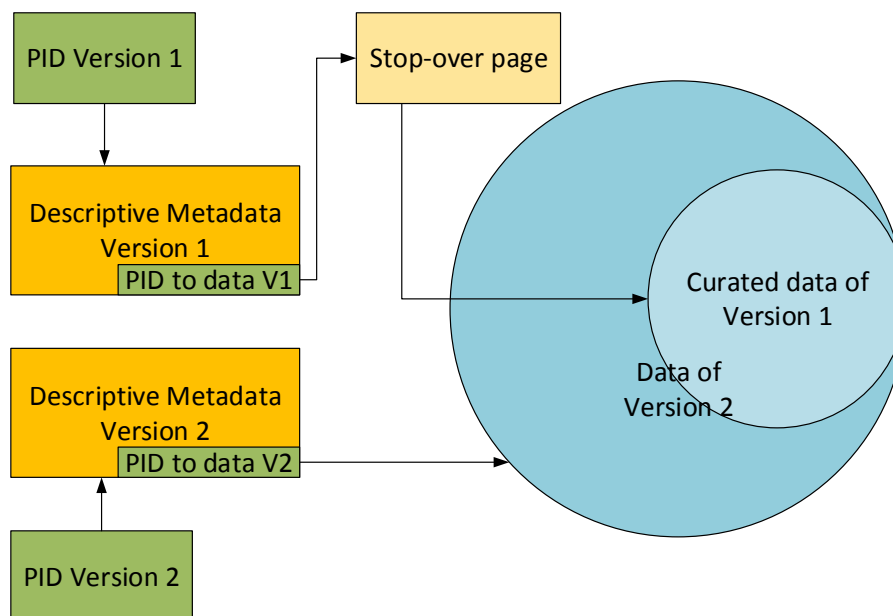 PID Version 1
Stop-over page
Descriptive Metadata
Version 1
PID to data V1
Curated data of
Version 1
Data of
Version 2
Descriptive Metadata
Version 2
PID to data V2
PID Version 2